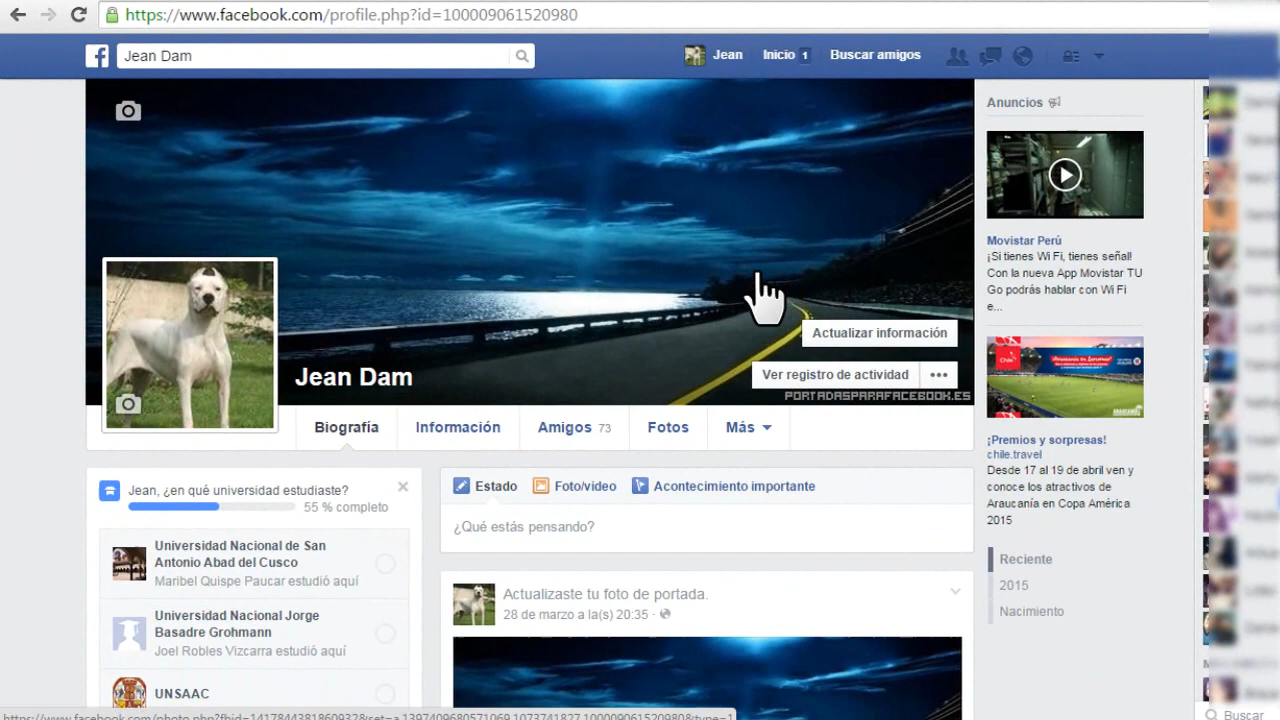 https://www.facebook.com/profile.php?id=100009061520980
Jean Dam
Jean
Inicio 1
Buscar amigos
Anuncios
Movistar Perú
¡Si tienes Wi Fi, tienes señal!
Con la nueva App Movistar TU
Go podrás hablar con Wi Fi
e...
Actualizar información
Ver registro de actividad
Jean Dam
PORTADASPARAFACEBOOK.ES
Biografía
Información
Amigos 73
Fotos
Más
¡Premios y sorpresas!
chile.travel
Desde 17 al 19 de abril ven y
conoce los atractivos de
Araucanía en Copa América
2015
Jean, ¿en qué universidad estudiaste?
55 % completo
Universidad Nacional de San
Antonio Abad del Cusco
Maribel Quispe Paucar estudió aquí
Universidad Nacional Jorge
Basadre Grohmann
Joel Robles Vizcarra estudió aquí
UNSAAC
Estado
Foto/video
Acontecimiento importante
¿Qué estás pensando?
Actualizaste tu foto de portada.
28 de marzo a la(s) 20:35 ·
Reciente
2015
Nacimiento
Buscar